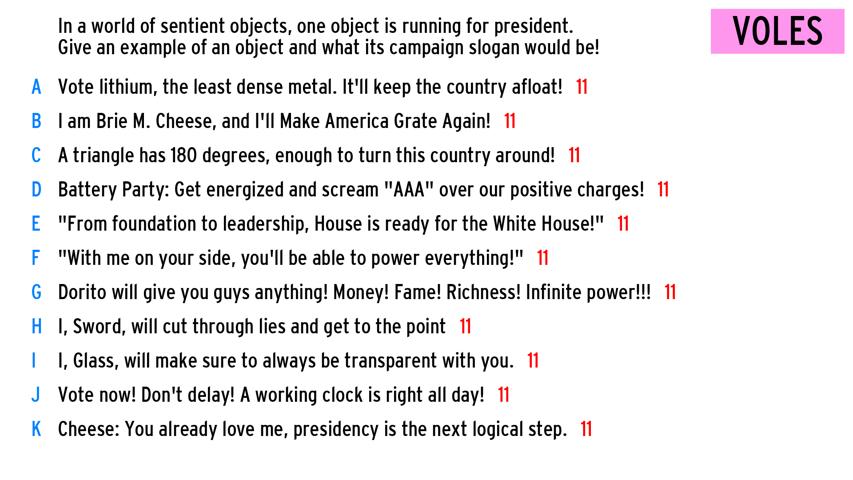 In a world of sentient objects, one object is running for president.
Give an example of an object and what its campaign slogan would be!
VOLES
A Vote lithium, the least dense metal. It'll keep the country afloat! 11
B I am Brie M. Cheese, and I'll Make America Grate Again! 11
C A triangle has 180 degrees, enough to turn this country around! 11
D Battery Party: Get energized and scream "AAA" over our positive charges! 11
E "From foundation to leadership, House is ready for the White House!" 11
F "With me on your side, you'll be able to power everything!" 11
G Dorito will give you guys anything! Money! Fame! Richness! Infinite power!!! 11
H I, Sword, will cut through lies and get to the point 11
I I, Glass, will make sure to always be transparent with you. 11
J Vote now! Don't delay! A working clock is right all day! 11
K Cheese: You already love me, presidency is the next logical step. 11